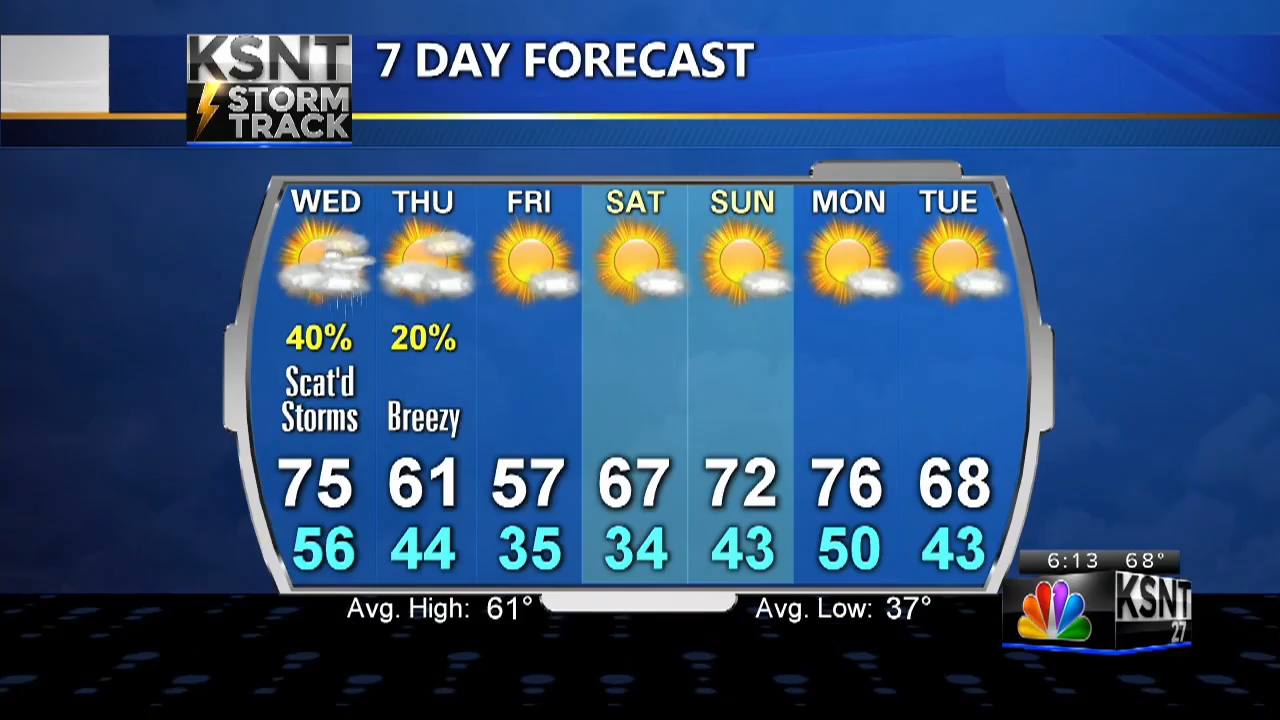 KSNT
STORM
TRACK
7 DAY FORECAST
WED THU FRI SAT SUN MON TUE
40% 20%
Scat'd
Storms Breezy
75 61 57 67 72 76 68
56 44 35 34 43 50 43
Avg. High: 61° Avg. Low: 37°
6:13 68°
KSNT
27